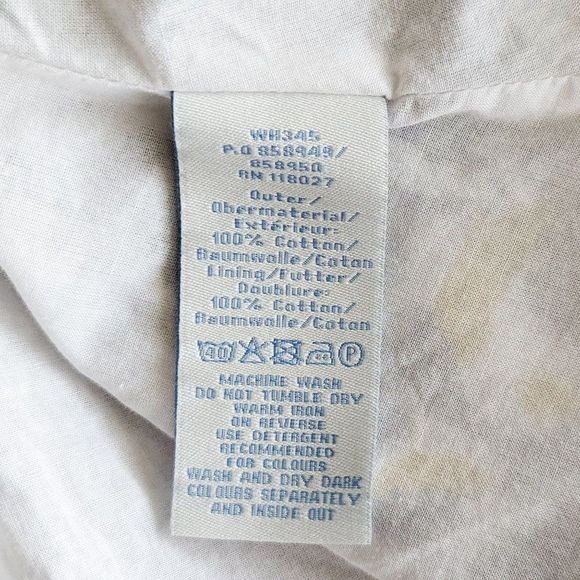 WH345
P.O 858949/
858950
RN 118027
Outer/
Obermaterial/
Extérieur:
100% Cotton/
Baumwolle/Coton
Lining/Futter/
Doublure:
100% Cotton/
Baumwolle/Coton
40 P
MACHINE WASH
DO NOT TUMBLE DRY
WARM IRON
ON REVERSE
USE DETERGENT
RECOMMENDED
FOR COLOURS
WASH AND DRY DARK
COLOURS SEPARATELY
AND INSIDE OUT